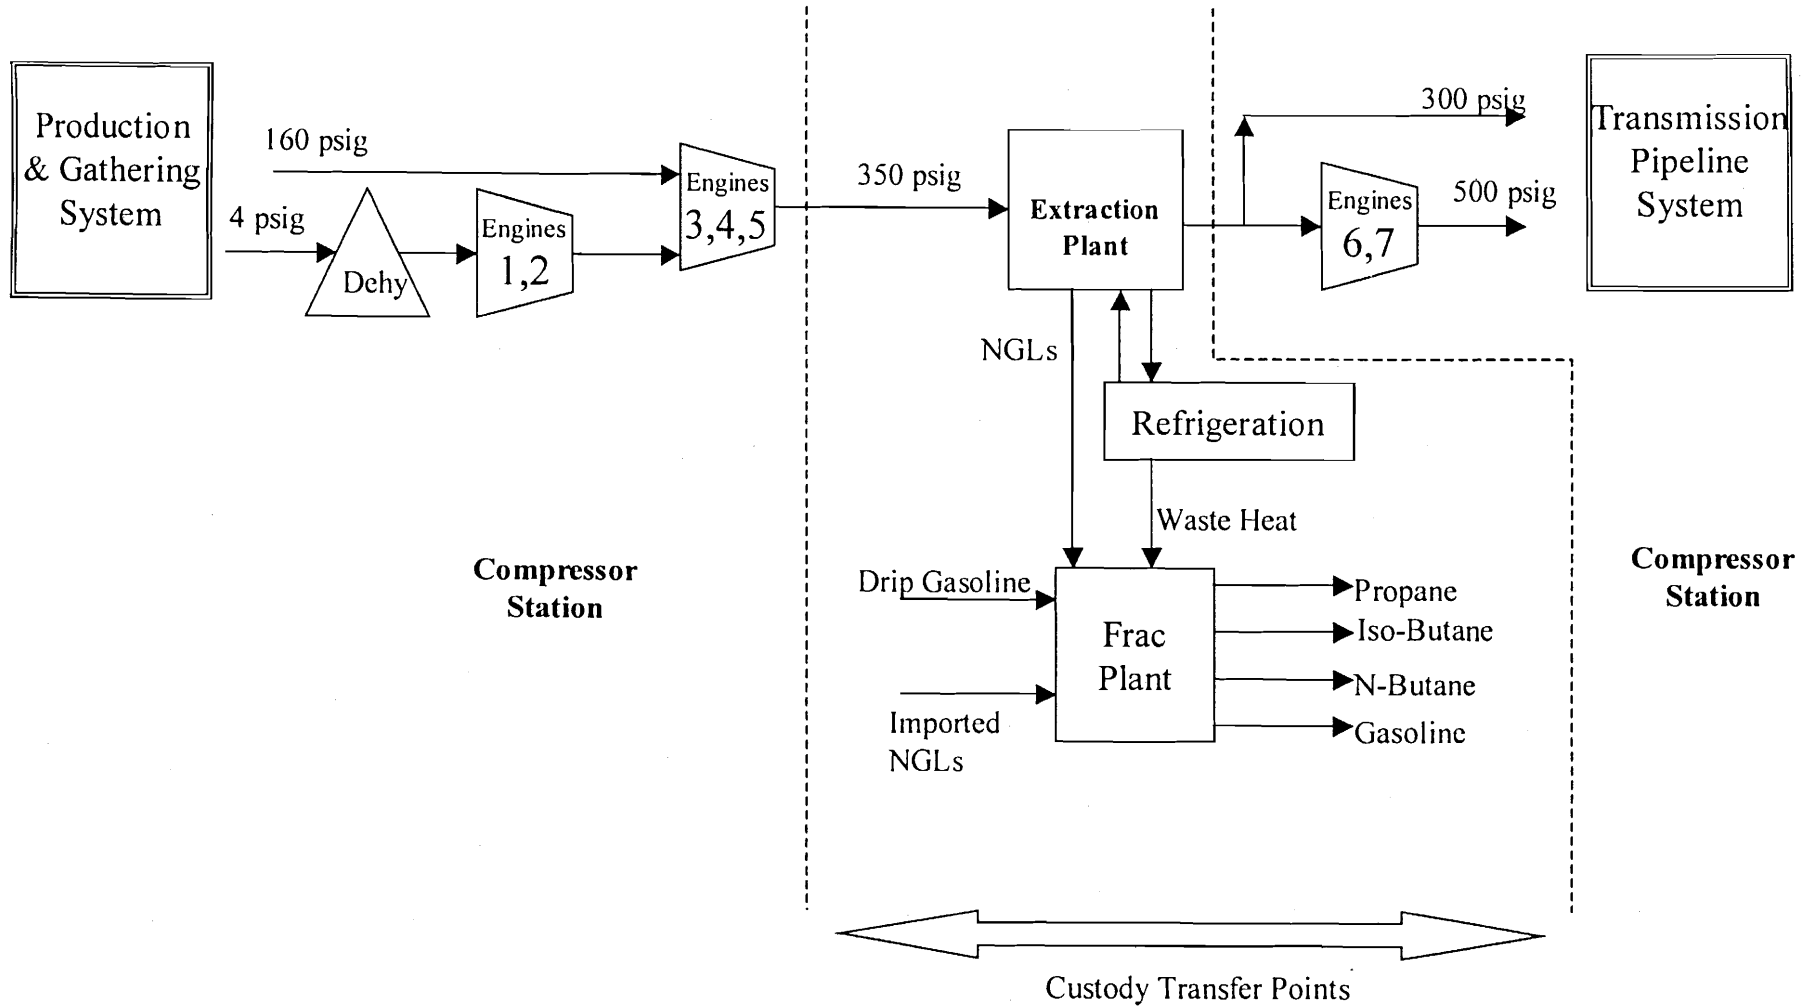 Production
& Gathering
System
160 psig
4 psig
Dehy
Engines
1,2
Engines
3,4,5
350 psig
Extraction
Plant
300 psig
Engines
6,7
500 psig
Transmission
Pipeline
System
NGLs
Refrigeration
Waste Heat
Compressor
Station
Drip Gasoline
Imported
NGLs
Frac
Plant
Propane
Iso-Butane
N-Butane
Gasoline
Compressor
Station
Custody Transfer Points